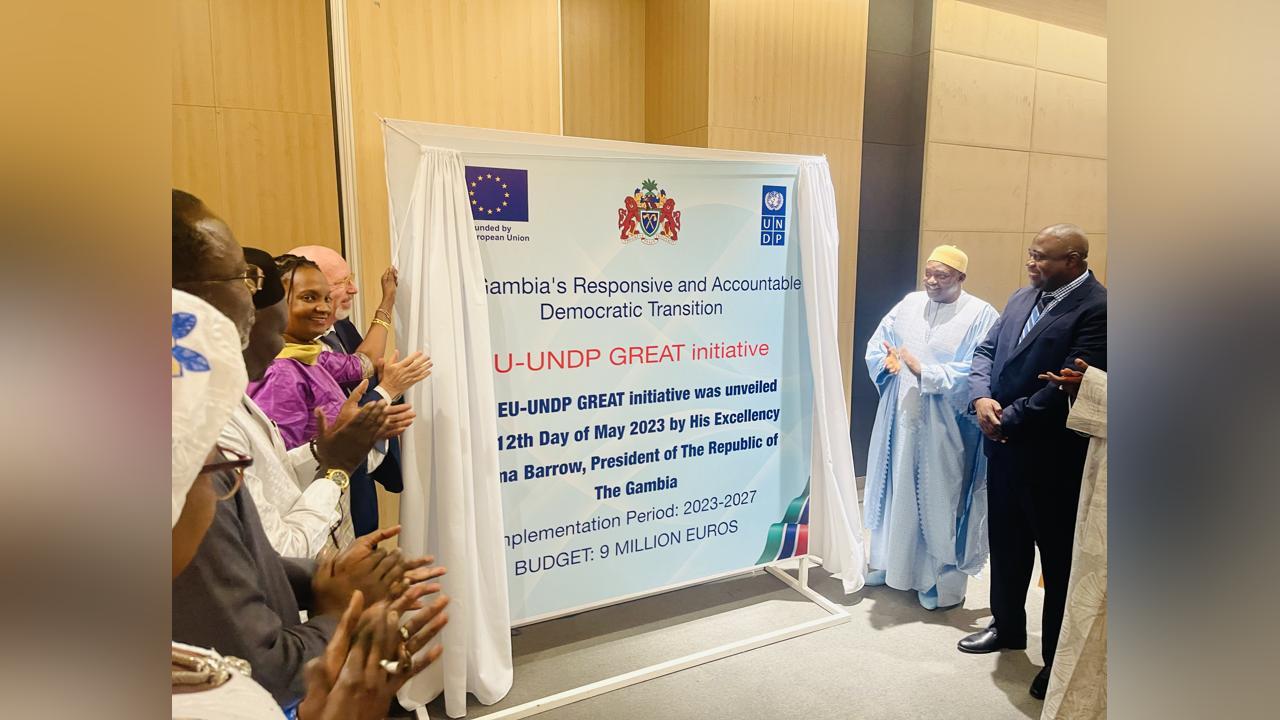 unded by
ropean Union
U N
D P
Gambia's Responsive and Accountable
Democratic Transition
U-UNDP GREAT initiative
EU-UNDP GREAT initiative was unveiled
12th Day of May 2023 by His Excellency
ma Barrow, President of The Republic of
The Gambia
mplementation Period: 2023-2027
BUDGET: 9 MILLION EUROS